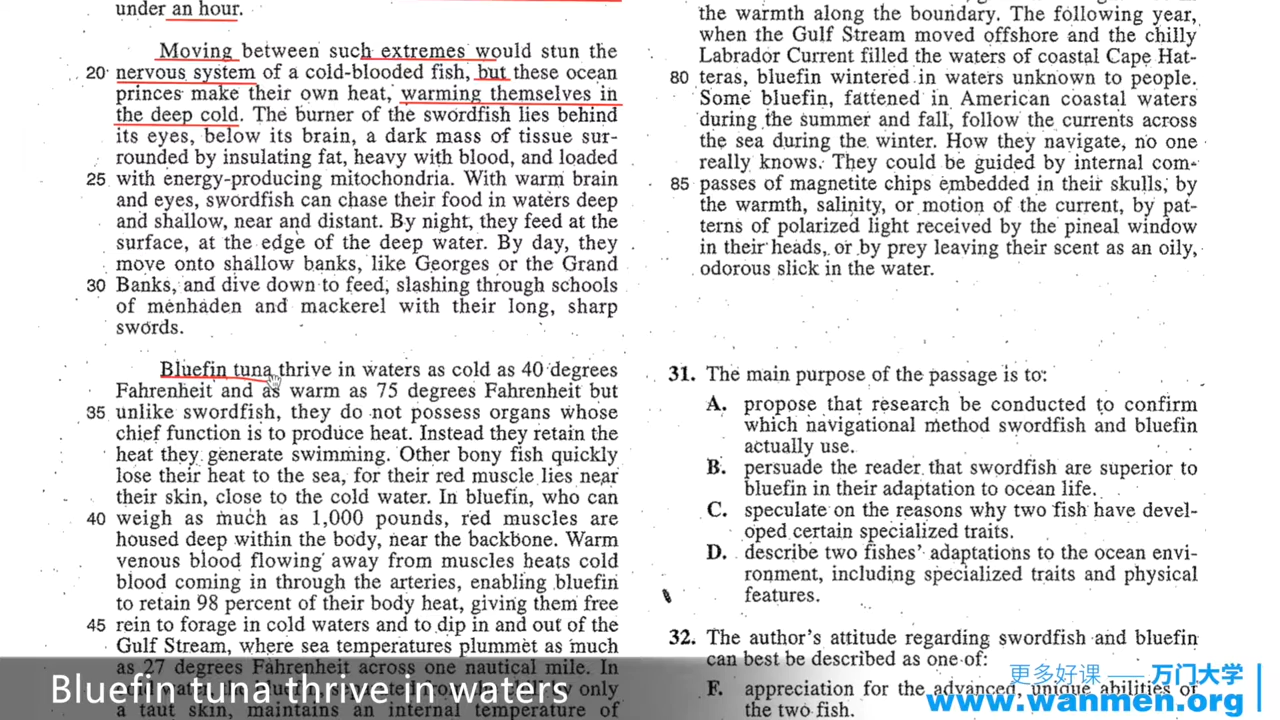 under an hour.
Moving between such extremes would stun the
20 nervous system of a cold-blooded fish, but these ocean
princes make their own heat, warming themselves in
the deep cold. The burner of the swordfish lies behind
its eyes, below its brain, a dark mass of tissue sur-
rounded by insulating fat, heavy with blood, and loaded
25 with energy-producing mitochondria. With warm brain
and eyes, swordfish can chase their food in waters deep
and shallow, near and distant. By night, they feed at the
surface, at the edge of the deep water. By day, they
move onto shallow banks, like Georges or the Grand
30 Banks, and dive down to feed, slashing through schools
of menhaden and mackerel with their long, sharp
swords.
Bluefin tuna thrive in waters as cold as 40 degrees
Fahrenheit and as warm as 75 degrees Fahrenheit but
35 unlike swordfish, they do not possess organs whose
chief function is to produce heat. Instead they retain the
heat they generate swimming. Other bony fish quickly
lose their heat to the sea, for their red muscle lies near
their skin, close to the cold water. In bluefin, who can
40 weigh as much as 1,000 pounds, red muscles are
housed deep within the body, near the backbone. Warm
venous blood flowing away from muscles heats cold
blood coming in through the arteries, enabling bluefin
to retain 98 percent of their body heat, giving them free
45 rein to forage in cold waters and to dip in and out of the
Gulf Stream, where sea temperatures plummet as much
as 27 degrees Fahrenheit across one nautical mile. In
only
a taut skin, maintains an internal temperature of
the warmth along the boundary. The following year,
when the Gulf Stream moved offshore and the chilly
Labrador Current filled the waters of coastal Cape Hat-
80 teras, bluefin wintered in waters unknown to people.
Some bluefin, fattened in American coastal waters
during the summer and fall, follow the currents across
the sea during the winter. How they navigate, no one
really knows. They could be guided by internal com-
85 passes of magnetite chips embedded in their skulls, by
the warmth, salinity, or motion of the current, by pat-
terns of polarized light received by the pineal window
in their heads, or by prey leaving their scent as an oily,
odorous slick in the water.
31. The main purpose of the passage is to:
A. propose that research be conducted to confirm
which navigational method swordfish and bluefin
actually use.
B. persuade the reader that swordfish are superior to
bluefin in their adaptation to ocean life.
C. speculate on the reasons why two fish have devel-
oped certain specialized traits.
D. describe two fishes' adaptations to the ocean envi-
ronment, including specialized traits and physical
features.
32. The author's attitude regarding swordfish and bluefin
can best be described as one of:
F. appreciation for the advanced, unique abilities of
the two fish.
更多好课 —— 万门大学
www.wanmen.org
Bluefin tuna thrive in waters